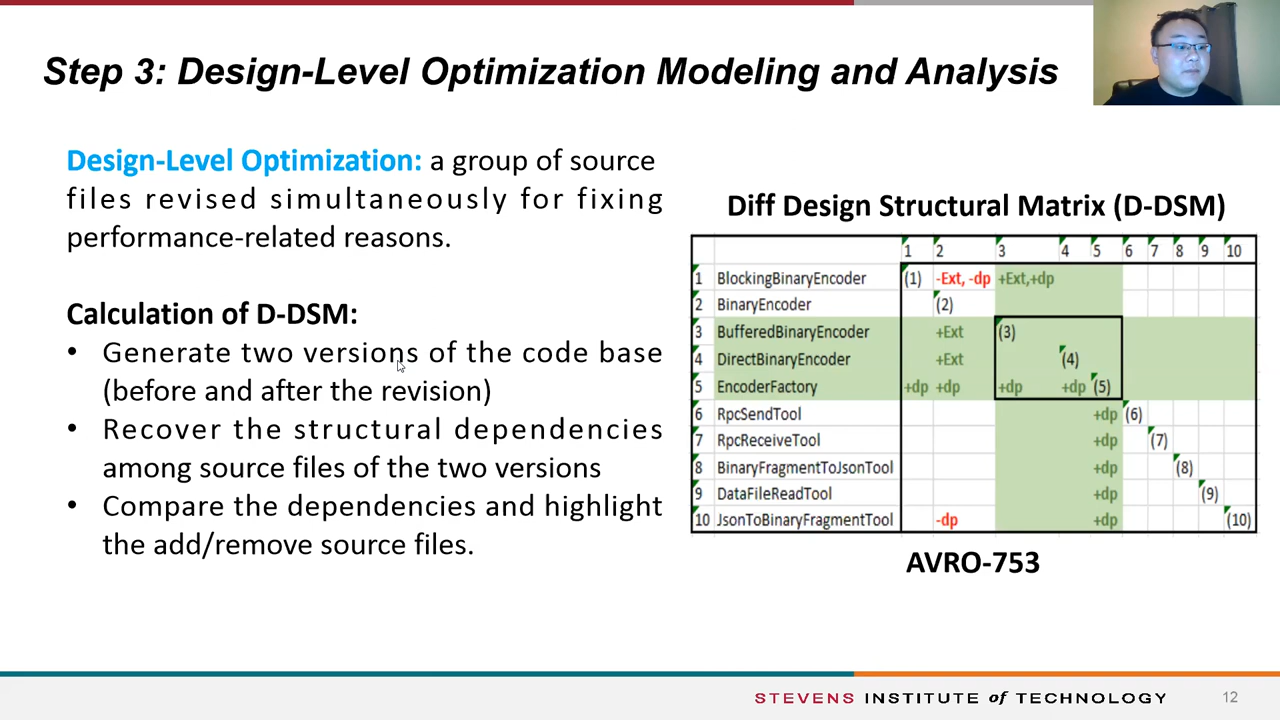 Step 3: Design-Level Optimization Modeling and Analysis
Design-Level Optimization: a group of source
files revised simultaneously for fixing
performance-related reasons.
Calculation of D-DSM:
• Generate two versions of the code base
(before and after the revision)
• Recover the structural dependencies
among source files of the two versions
• Compare the dependencies and highlight
the add/remove source files.
Diff Design Structural Matrix (D-DSM)
1 2 3 4 5 6 7 8 9 10
1 BlockingBinaryEncoder (1) -Ext, -dp +Ext,+dp
2 BinaryEncoder (2)
3 BufferedBinaryEncoder +Ext (3)
4 DirectBinaryEncoder +Ext (4)
5 EncoderFactory +dp +dp +dp +dp (5)
6 RpcSendTool +dp (6)
7 RpcReceiveTool +dp (7)
8 BinaryFragmentToJsonTool +dp (8)
9 DataFileReadTool +dp (9)
10 JsonToBinaryFragmentTool -dp +dp (10)
AVRO-753
STEVENS INSTITUTE of TECHNOLOGY 12